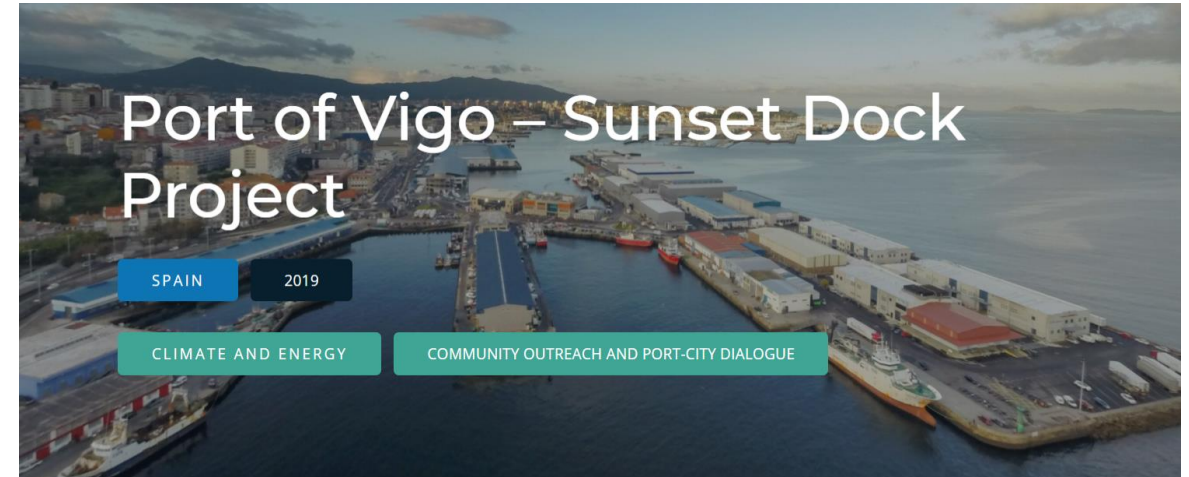 Port of Vigo – Sunset Dock
Project
SPAIN
2019
CLIMATE AND ENERGY
COMMUNITY OUTREACH AND PORT-CITY DIALOGUE